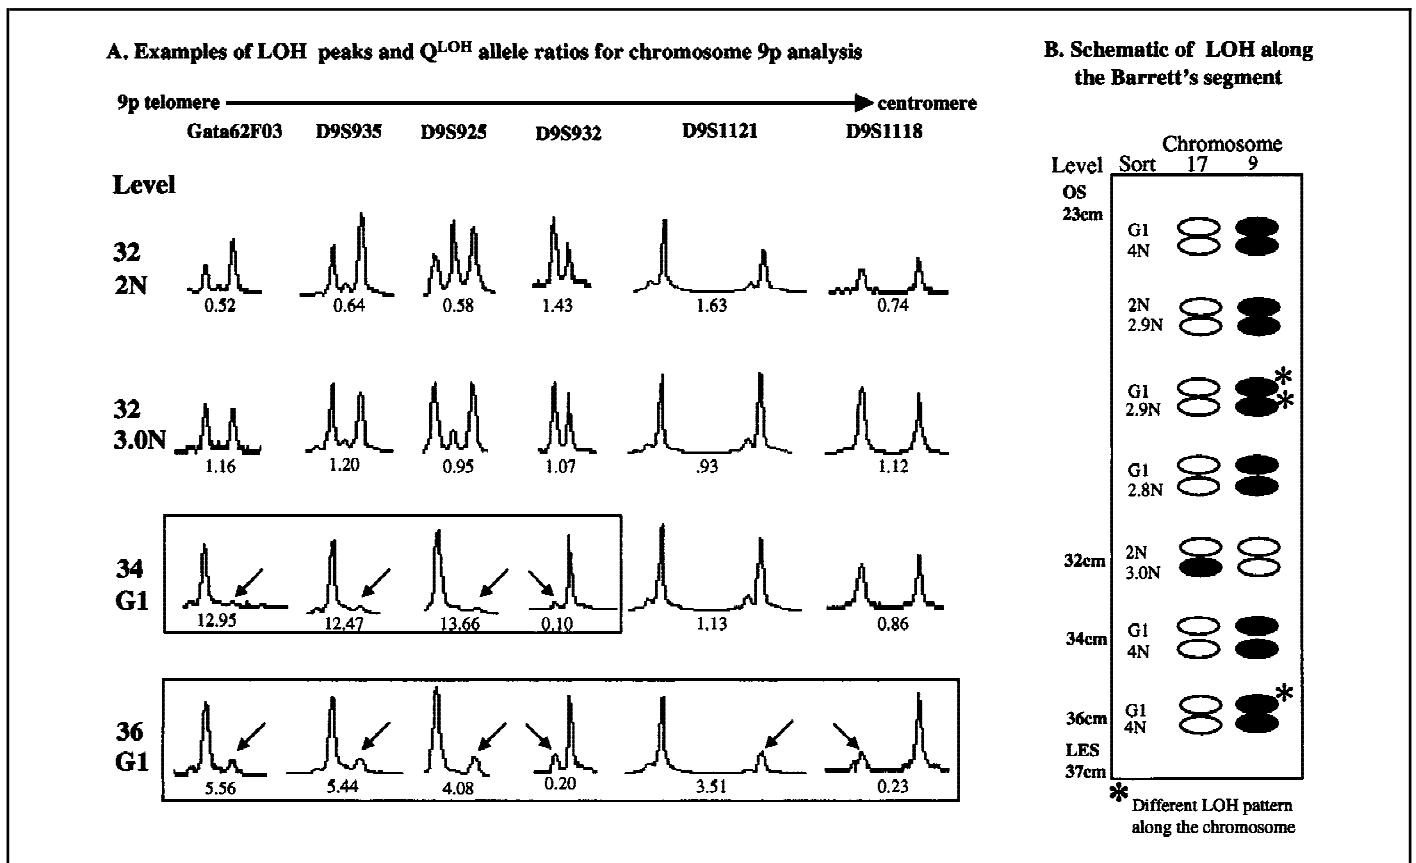 A. Examples of LOH peaks and QLOH allele ratios for chromosome 9p analysis
9p telomere centromere
Gata62F03 D9S935 D9S925 D9S932 D9S1121 D9S1118
Level
32
2N
0.52 0.64 0.58 1.43 1.63 0.74
32
3.0N
1.16 1.20 0.95 1.07 .93 1.12
34
G1
12.95 12.47 13.66 0.10 1.13 0.86
36
G1
5.56 5.44 4.08 0.20 3.51 0.23
B. Schematic of LOH along
the Barrett's segment
Chromosome
Level Sort 17 9
OS
23cm
G1
4N
2N
2.9N
G1 *
2.9N *
G1
2.8N
32cm 2N
3.0N
34cm G1
4N
36cm G1 *
4N
LES
37cm
* Different LOH pattern
along the chromosome